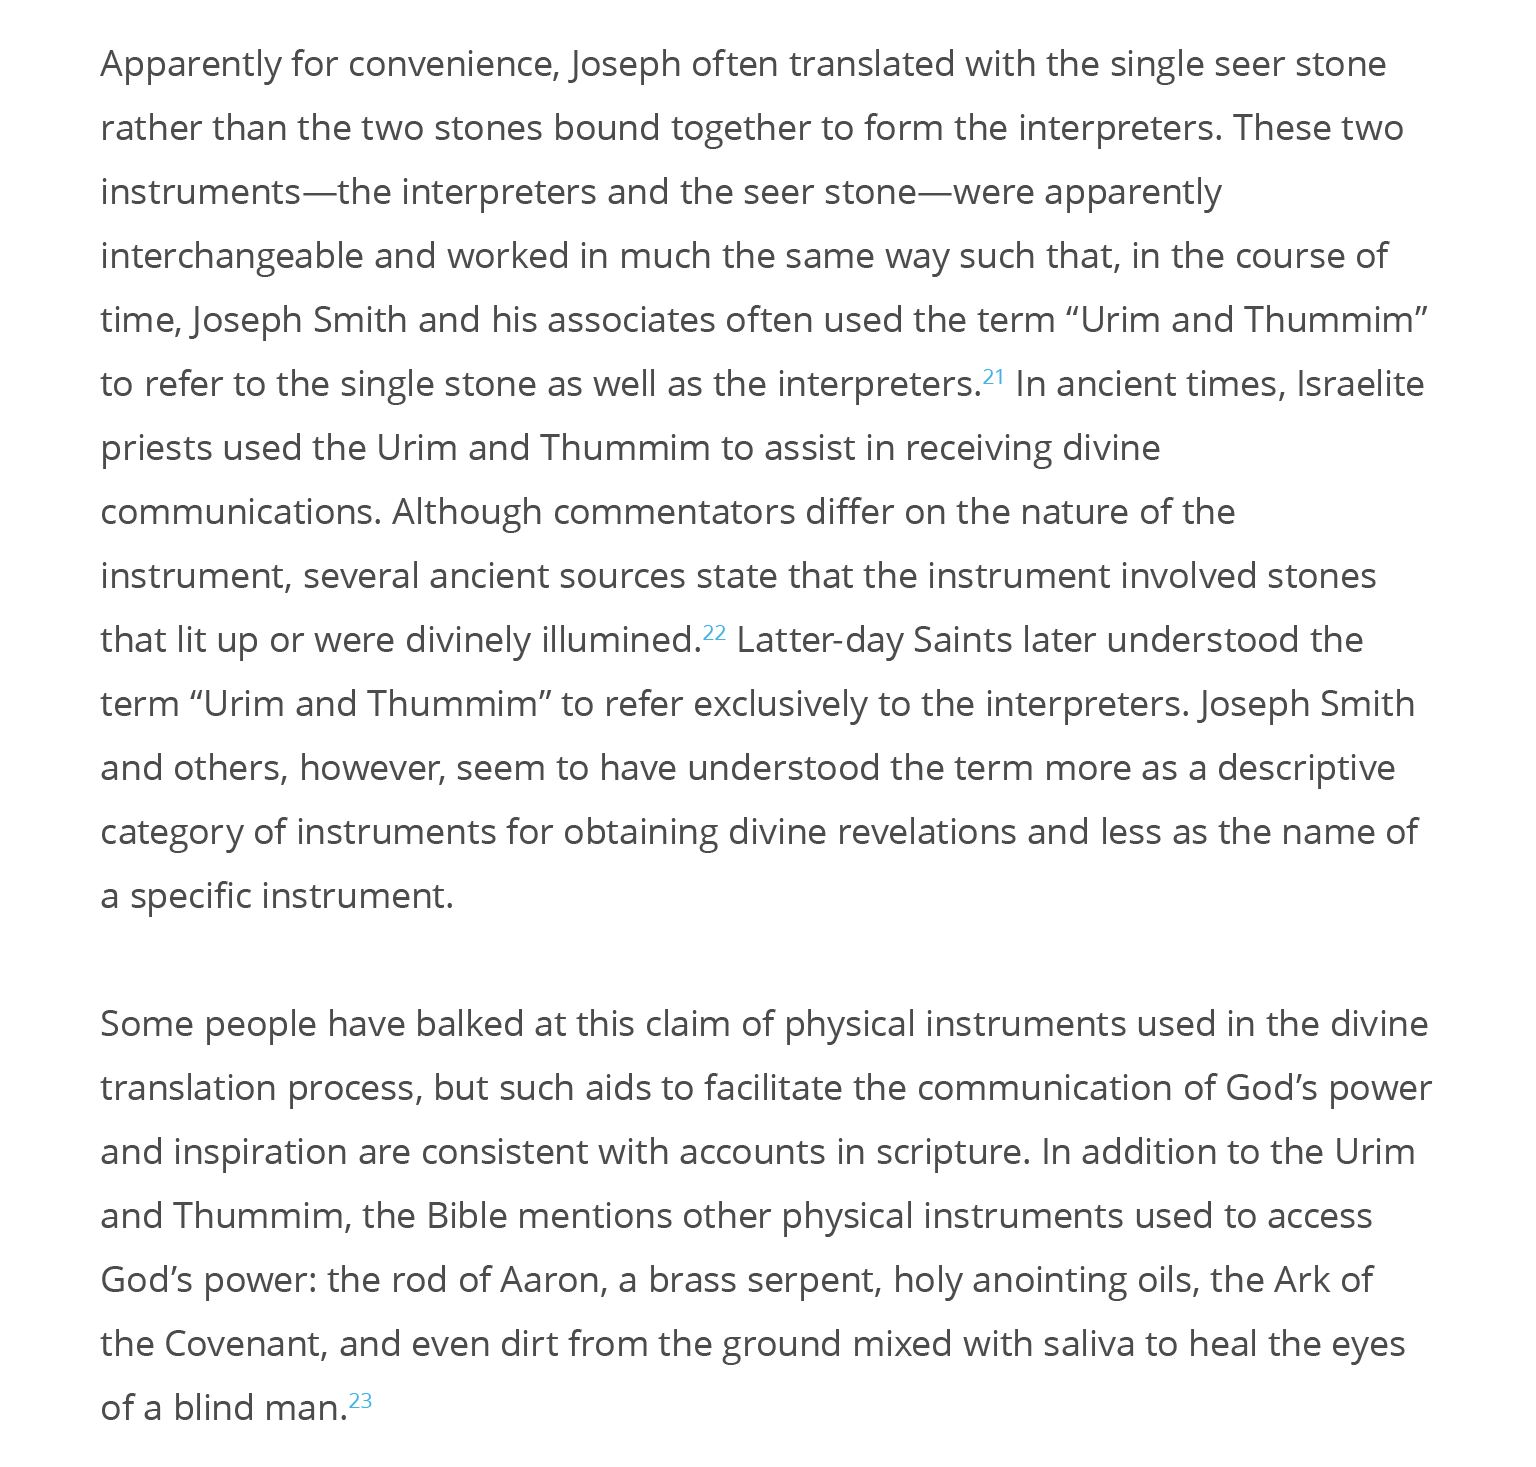 Apparently for convenience, Joseph often translated with the single seer stone
rather than the two stones bound together to form the interpreters. These two
instruments—the interpreters and the seer stone—were apparently
interchangeable and worked in much the same way such that, in the course of
time, Joseph Smith and his associates often used the term “Urim and Thummim”
to refer to the single stone as well as the interpreters.21 In ancient times, Israelite
priests used the Urim and Thummim to assist in receiving divine
communications. Although commentators differ on the nature of the
instrument, several ancient sources state that the instrument involved stones
that lit up or were divinely illumined.22 Latter-day Saints later understood the
term “Urim and Thummim” to refer exclusively to the interpreters. Joseph Smith
and others, however, seem to have understood the term more as a descriptive
category of instruments for obtaining divine revelations and less as the name of
a specific instrument.
Some people have balked at this claim of physical instruments used in the divine
translation process, but such aids to facilitate the communication of God’s power
and inspiration are consistent with accounts in scripture. In addition to the Urim
and Thummim, the Bible mentions other physical instruments used to access
God’s power: the rod of Aaron, a brass serpent, holy anointing oils, the Ark of
the Covenant, and even dirt from the ground mixed with saliva to heal the eyes
of a blind man.23